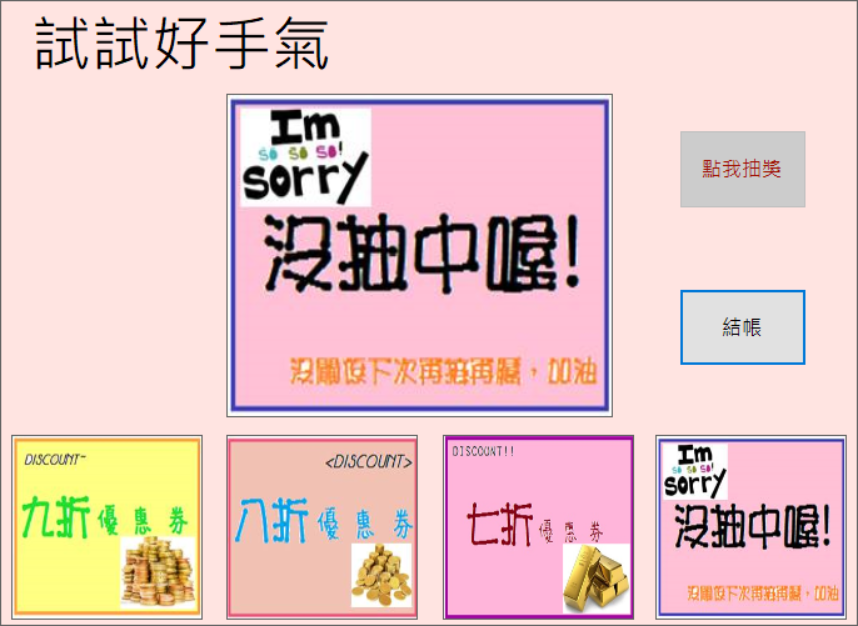 試試好手氣
Im
so so so!
sorry
沒抽中喔!
沒關係下次再接再厲，加油
點我抽獎
結帳
DISCOUNT~
九折優惠券
<DISCOUNT>
八折優惠券
DISCOUNT!!
七折優惠券
Im
so so so!
sorry
沒抽中喔!
沒關係下次再接再厲，加油